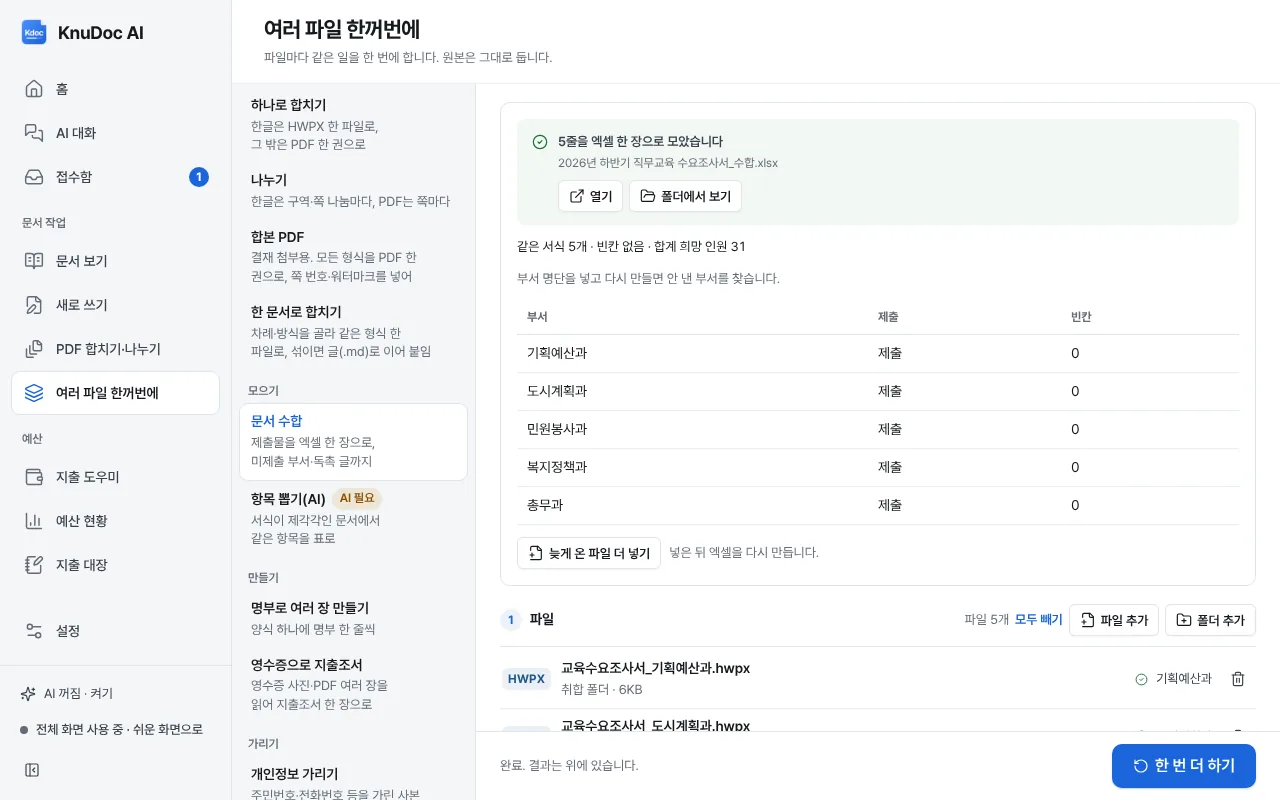 Kdoc
KnuDoc AI
홈
AI 대화
접수함
1
문서 작업
문서 보기
새로 쓰기
PDF 합치기·나누기
여러 파일 한꺼번에
예산
지출 도우미
예산 현황
지출 대장
설정
AI 꺼짐 · 켜기
전체 화면 사용 중 · 쉬운 화면으로
여러 파일 한꺼번에
파일마다 같은 일을 한 번에 합니다. 원본은 그대로 둡니다.
하나로 합치기
한글은 HWPX 한 파일로,
그 밖은 PDF 한 권으로
나누기
한글은 구역·쪽 나눔마다, PDF는 쪽마다
합본 PDF
결재 첨부용. 모든 형식을 PDF 한
권으로, 쪽 번호·워터마크를 넣어
한 문서로 합치기
차례·방식을 골라 같은 형식 한
파일로, 섞이면 글(.md)로 이어 붙임
모으기
문서 수합
제출물을 엑셀 한 장으로,
미제출 부서·독촉 글까지
항목 뽑기(AI)
AI 필요
서식이 제각각인 문서에서
같은 항목을 표로
만들기
명부로 여러 장 만들기
양식 하나에 명부 한 줄씩
영수증으로 지출조서
영수증 사진·PDF 여러 장을
읽어 지출조서 한 장으로
가리기
개인정보 가리기
주민번호·전화번호 등을 가린 사본
5줄을 엑셀 한 장으로 모았습니다
2026년 하반기 직무교육 수요조사서_수합.xlsx
열기
폴더에서 보기
같은 서식 5개 · 빈칸 없음 · 합계 희망 인원 31
부서 명단을 넣고 다시 만들면 안 낸 부서를 찾습니다.
부서 제출 빈칸
기획예산과 제출 0
도시계획과 제출 0
민원봉사과 제출 0
복지정책과 제출 0
총무과 제출 0
늦게 온 파일 더 넣기
넣은 뒤 엑셀을 다시 만듭니다.
1 파일
파일 5개 모두 빼기
파일 추가
폴더 추가
HWPX
교육수요조사서_기획예산과.hwpx
취합 폴더 · 6KB
기획예산과
교육수요조사서_도시계획과.hwpx
완료. 결과는 위에 있습니다.
한 번 더 하기